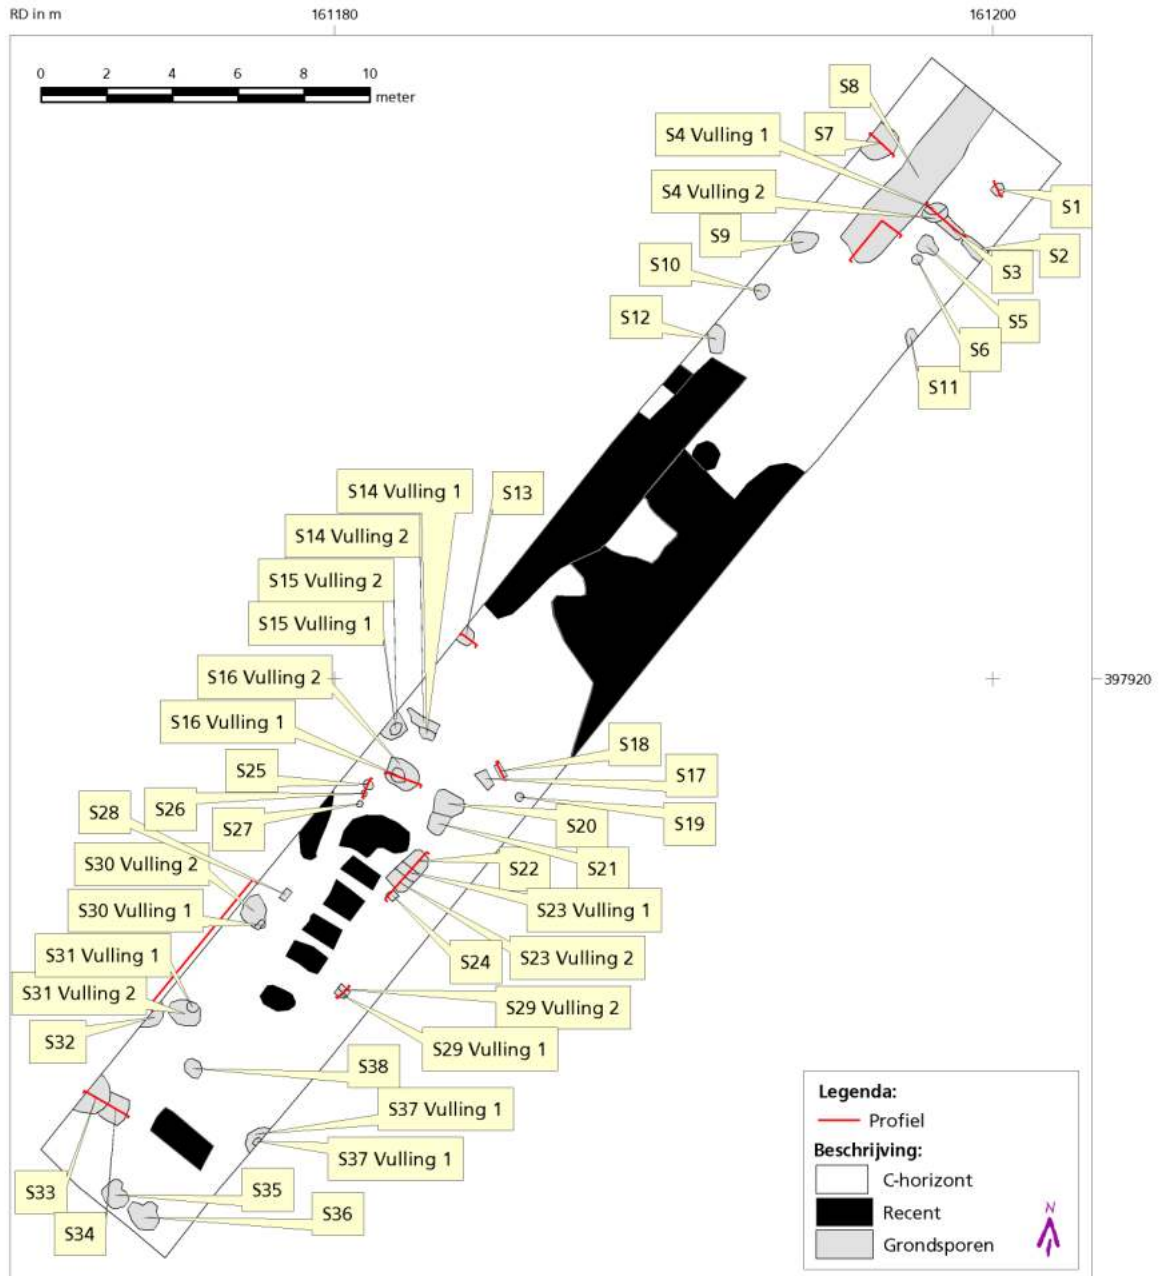 RD in m
161180
161200
0 2 4 6 8 10
meter
S8
S4 Vulling 1
S7
S4 Vulling 2
S1
S9
S2
S10
S3
S12
S5
S6
S11
S14 Vulling 1
S13
S14 Vulling 2
S15 Vulling 2
S15 Vulling 1
S16 Vulling 2
397920
S16 Vulling 1
S18
S25
S17
S26
S28
S27
S20
S19
S30 Vulling 2
S22
S21
S30 Vulling 1
S23 Vulling 1
S31 Vulling 1
S24
S23 Vulling 2
S31 Vulling 2
S29 Vulling 2
S32
S29 Vulling 1
S38
S37 Vulling 1
S37 Vulling 1
S33
S35
S34
S36
Legenda:
Profiel
Beschrijving:
C-horizont
Recent
Grondsporen
N